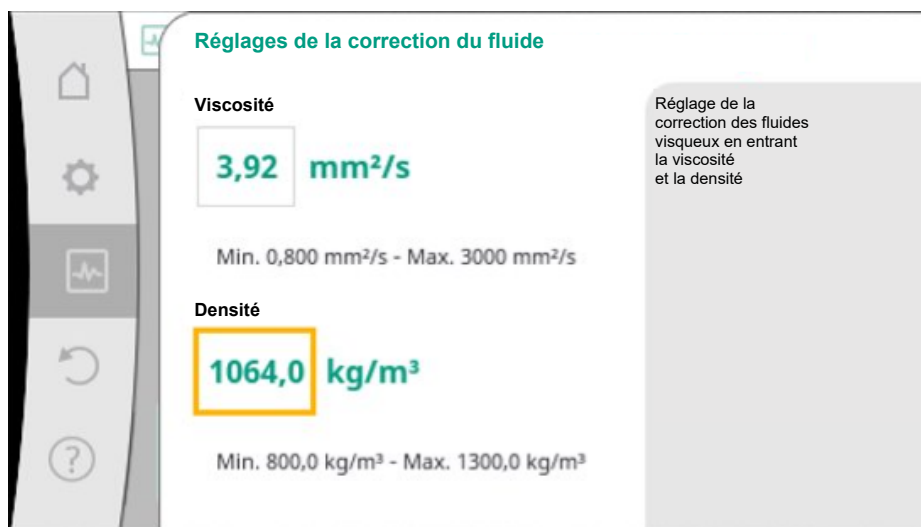 Réglages de la correction du fluide
Viscosité
3,92 mm²/s
Min. 0,800 mm²/s - Max. 3000 mm²/s
Densité
1064,0 kg/m³
Min. 800,0 kg/m³ - Max. 1300,0 kg/m³
Réglage de la
correction des fluides
visqueux en entrant
la viscosité
et la densité
?